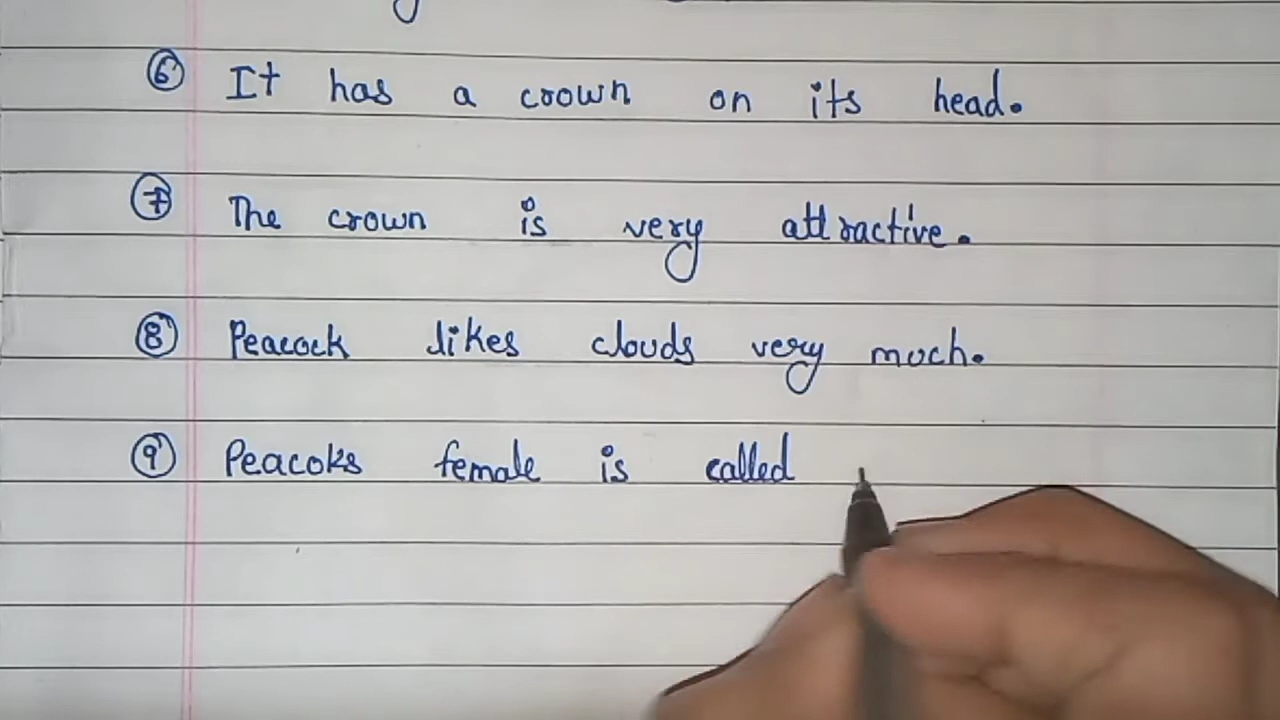 ⑥ It has a crown on its head.
⑦ The crown is very attractive.
⑧ Peacock likes clouds very much.
⑨ Peacoks female is called